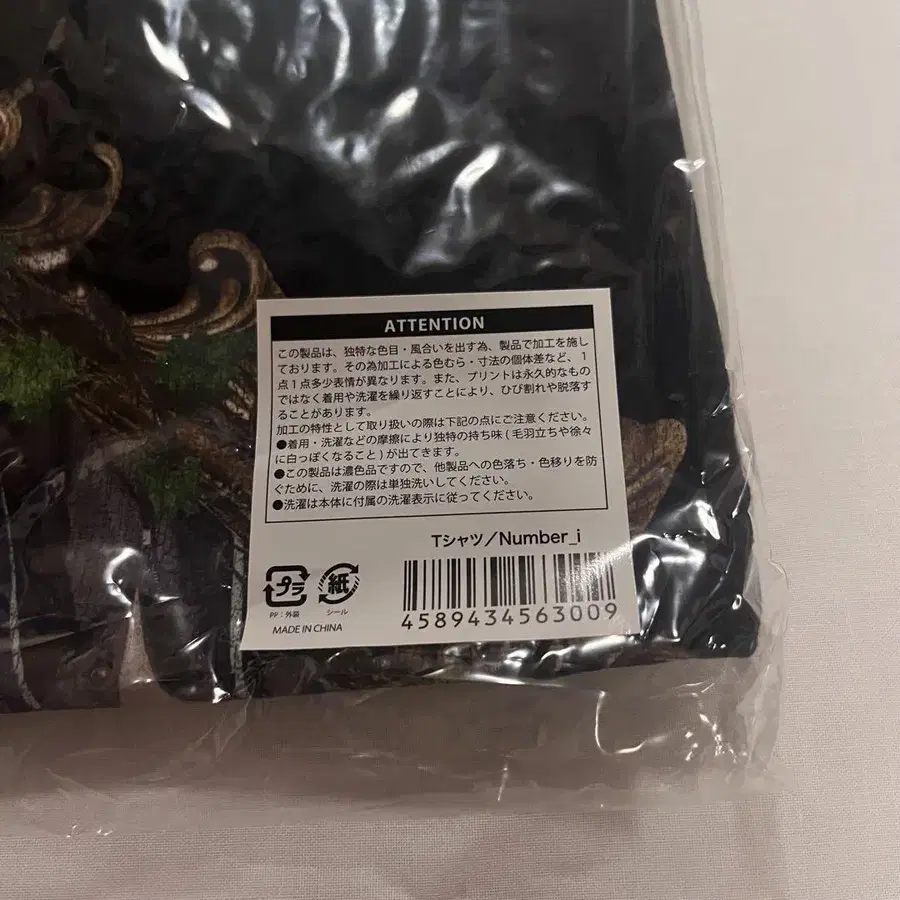 ATTENTION
この製品は、独特な色目・風合いを出す為、製品で加工を施し
ております。その為加工による色むら・寸法の個体差など、1
点1点多少表情が異なります。また、プリントは永久的なもの
ではなく着用や洗濯を繰り返すことにより、ひび割れや脱落す
ることがあります。
加工の特性として取り扱いの際は下記の点にご注意ください。
●着用・洗濯などの摩擦により独特の持ち味(毛羽立ちや徐々
に白っぽくなること)が出てきます。
●この製品は濃色品ですので、他製品への色落ち・色移りを防
ぐために、洗濯の際は単独洗いしてください。
●洗濯は本体に付属の洗濯表示に従ってください。
Tシャツ/Number_i
プラ
紙
PP:外装
シール
MADE IN CHINA
4589434563009